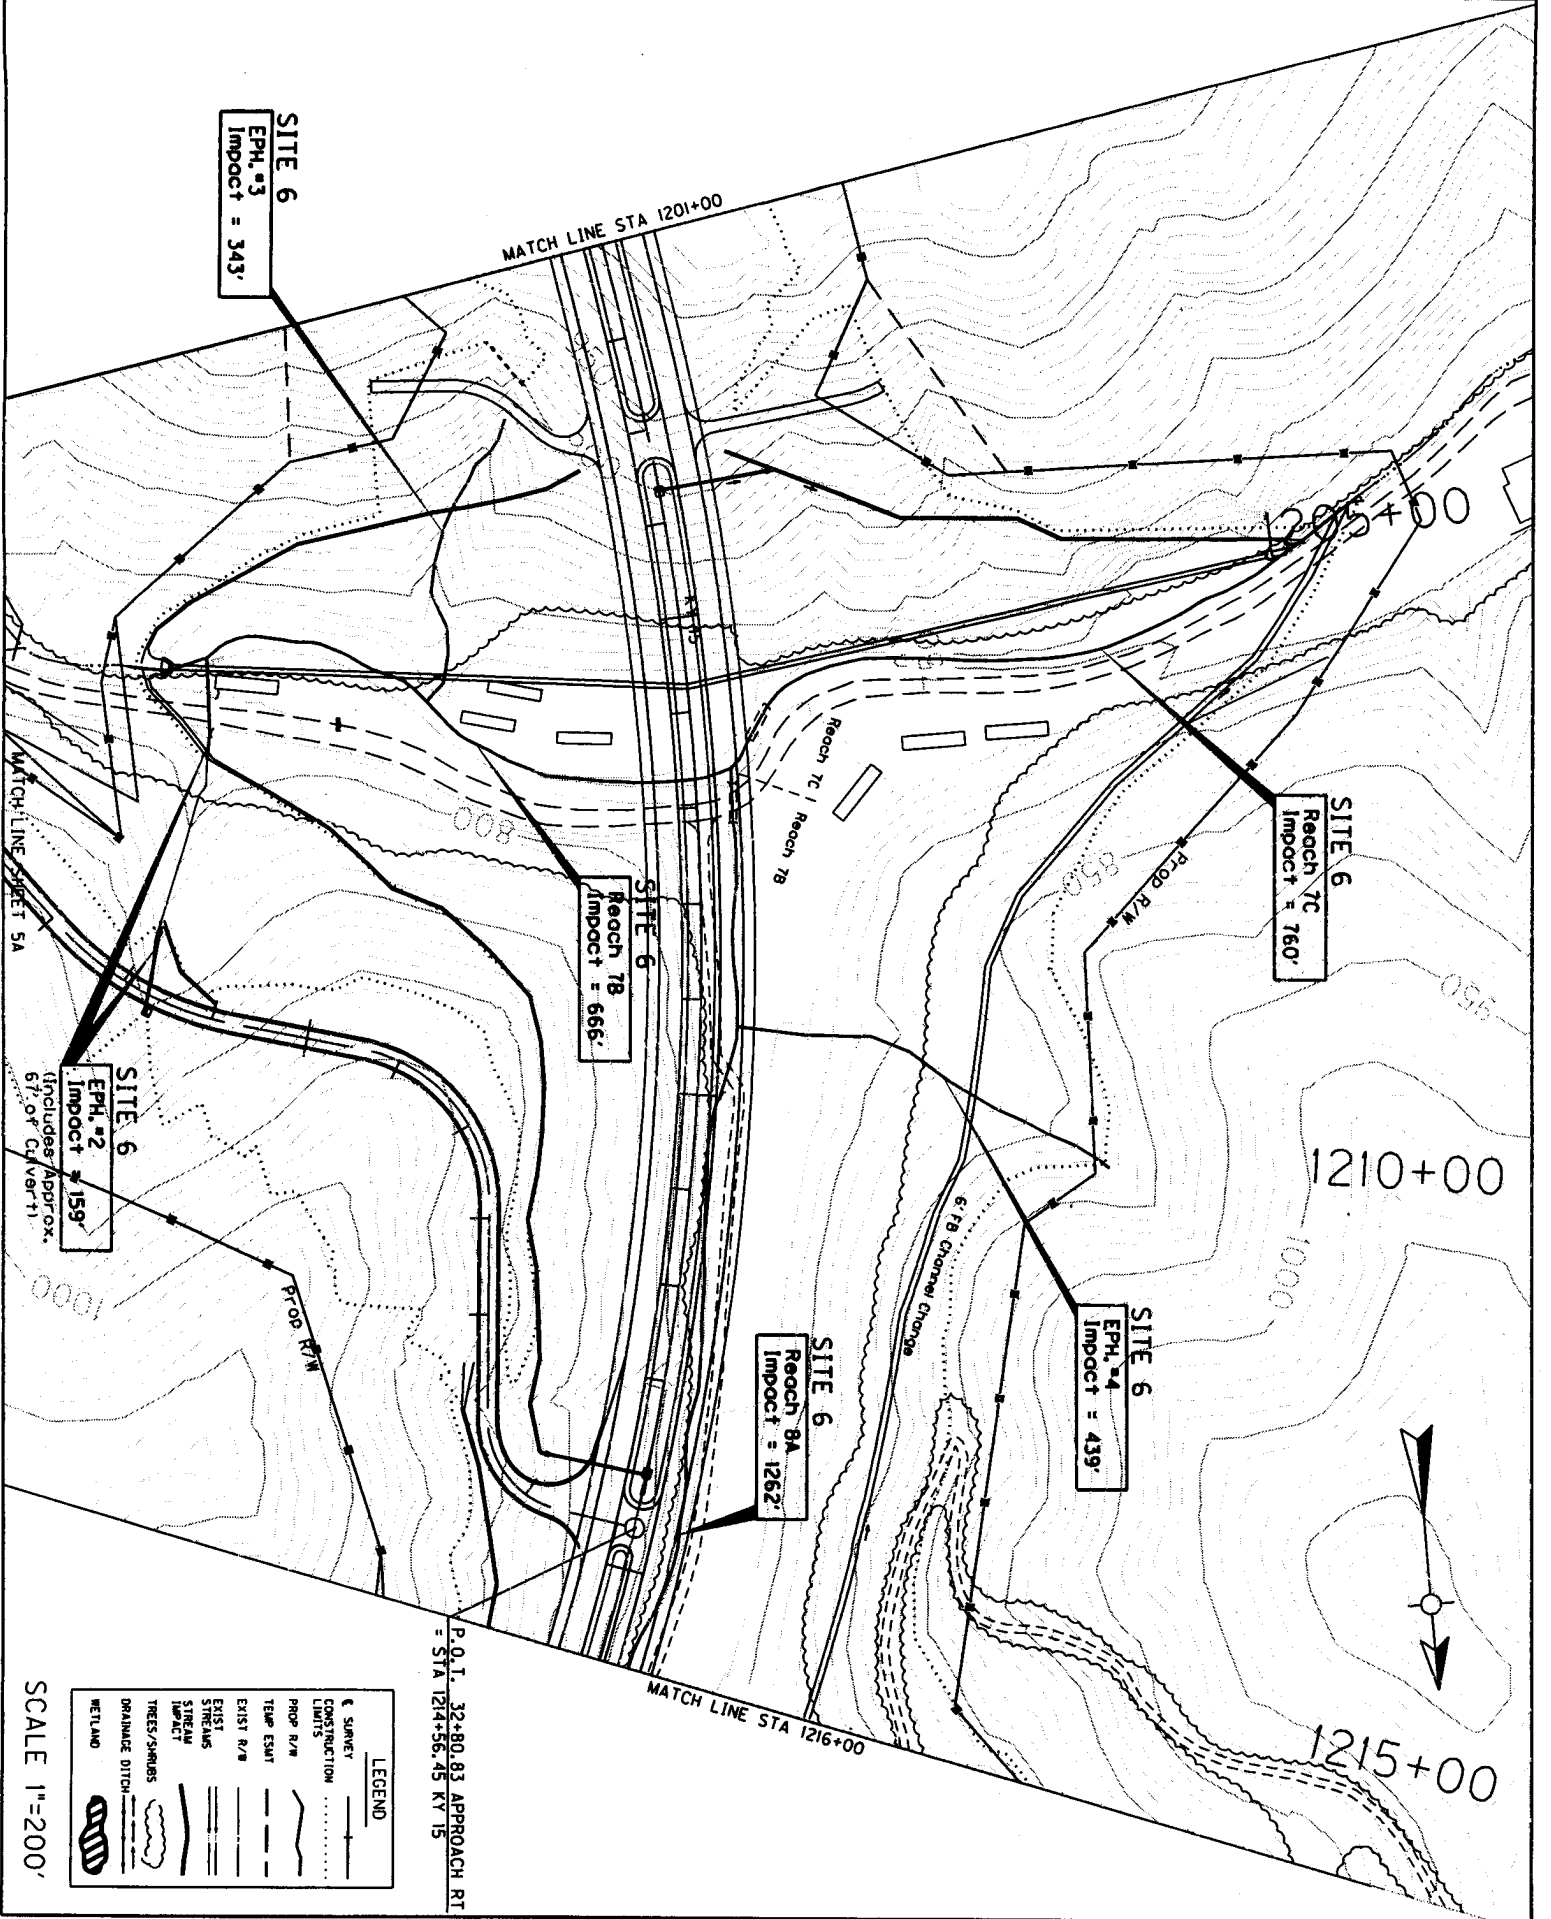 SITE 6
EPH. #3
Impact = 343'
MATCH LINE STA 1201+00
1205+00
SITE 6
Reach 7C
Impact = 760'
Reach 7C
Reach 7B
800
850
950
Prop R/W
SITE 6
Reach 7B
Impact = 666'
MATCH LINE SHEET 5A
SITE 6
EPH. #2
Impact = 159'
(Includes Approx.
67' of Culvert)
1210+00
1000
1000
6' FB Channel Change
Prop R/W
SITE 6
EPH. #4
Impact = 439'
SITE 6
Reach 8A
Impact = 1262'
1215+00
MATCH LINE STA 1216+00
P.O.T. 32+80.83 APPROACH RT
= STA 1214+56.45 KY 15
LEGEND
℄ SURVEY
CONSTRUCTION
LIMITS
PROP R/W
TEMP ESMT
EXIST R/W
EXIST
STREAMS
STREAM
IMPACT
TREES/SHRUBS
DRAINAGE DITCH
WETLAND
SCALE 1"=200'